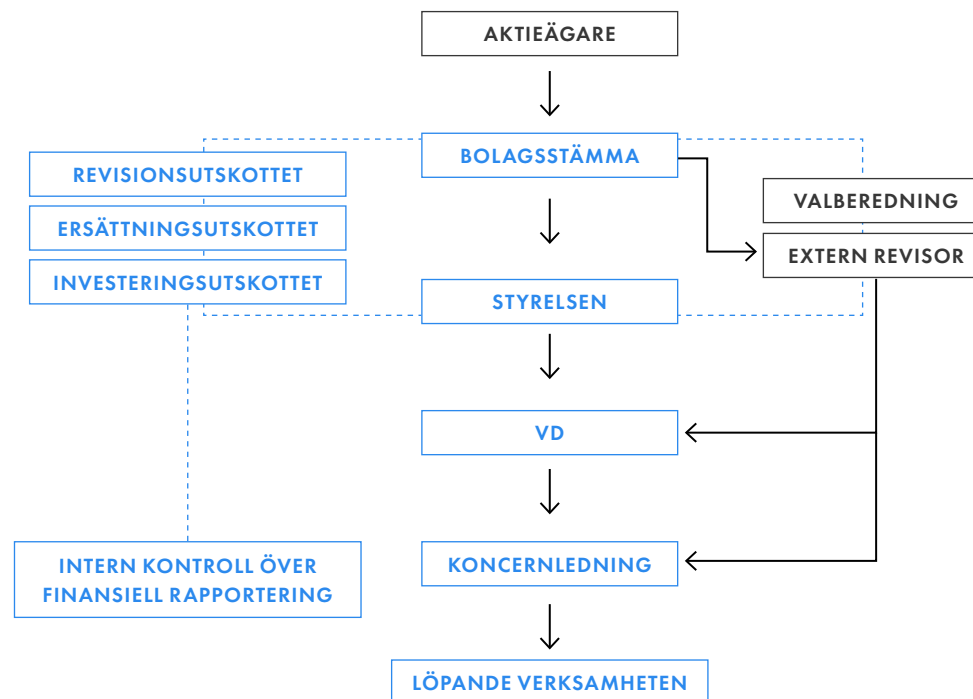 AKTIEÄGARE
BOLAGSSTÄMMA
REVISIONSUTSKOTTET
ERSÄTTNINGSUTSKOTTET
INVESTERINGSUTSKOTTET
VALBEREDNING
EXTERN REVISOR
STYRELSEN
VD
INTERN KONTROLL ÖVER
FINANSIELL RAPPORTERING
KONCERNLEDNING
LÖPANDE VERKSAMHETEN